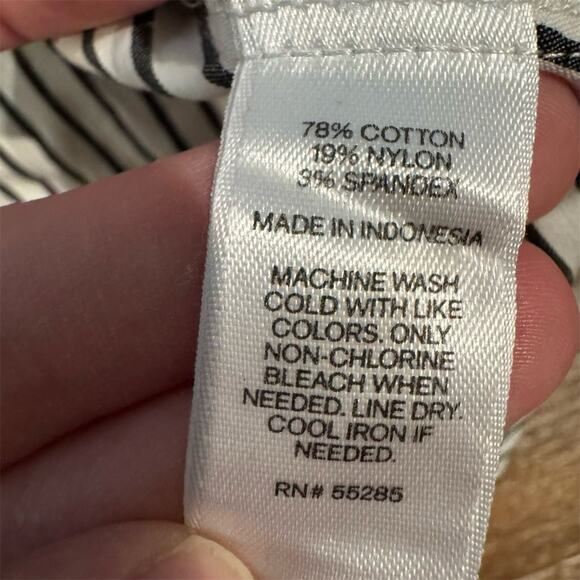 78% COTTON
19% NYLON
3% SPANDEX
MADE IN INDONESIA
MACHINE WASH
COLD WITH LIKE
COLORS. ONLY
NON-CHLORINE
BLEACH WHEN
NEEDED. LINE DRY.
COOL IRON IF
NEEDED.
RN# 55285